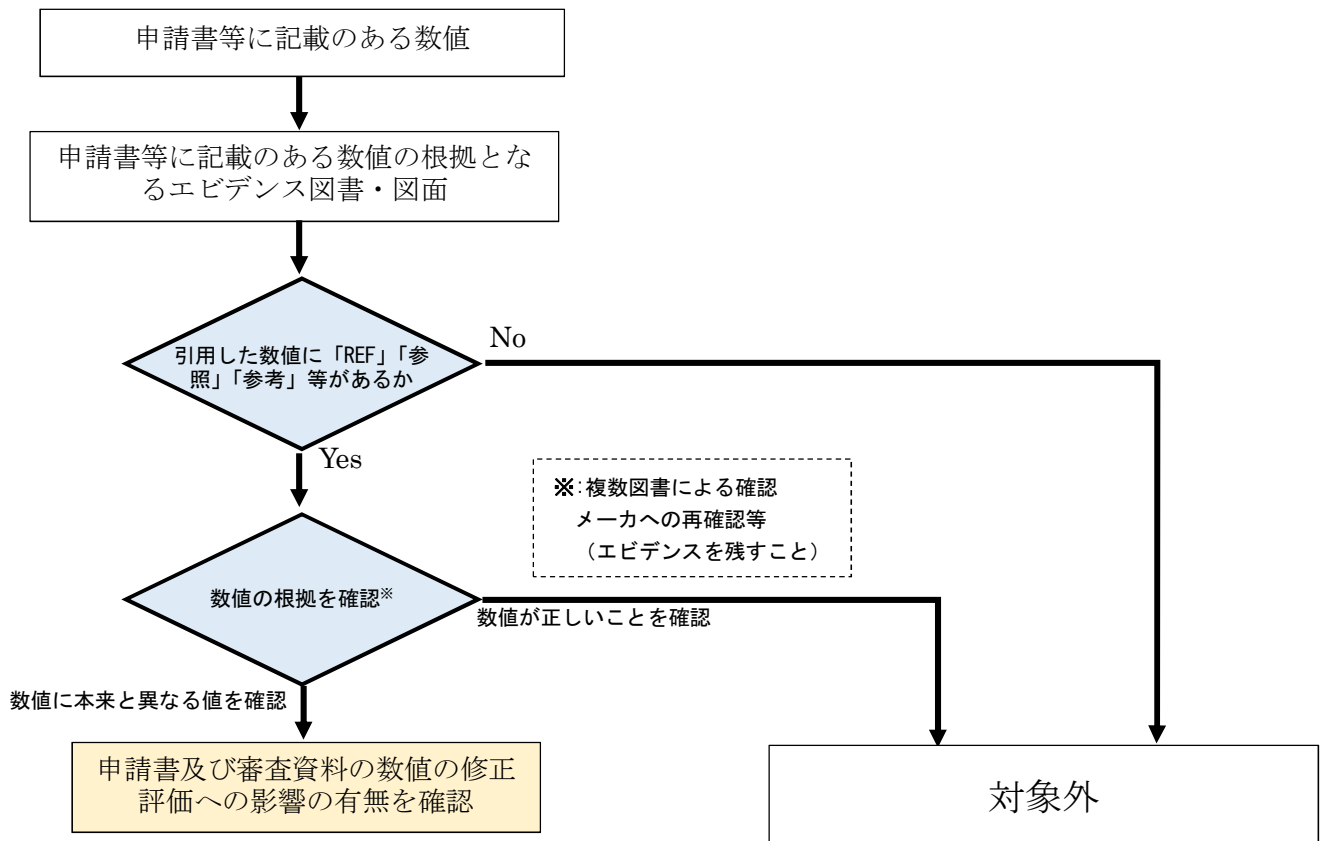 申請書等に記載のある数値
申請書等に記載のある数値の根拠とな
るエビデンス図書・図面
No
引用した数値に「REF」「参
照」「参考」等があるか
Yes
※:複数図書による確認
メーカへの再確認等
（エビデンスを残すこと）
数値の根拠を確認※
数値が正しいことを確認
数値に本来と異なる値を確認
申請書及び審査資料の数値の修正
評価への影響の有無を確認
対象外